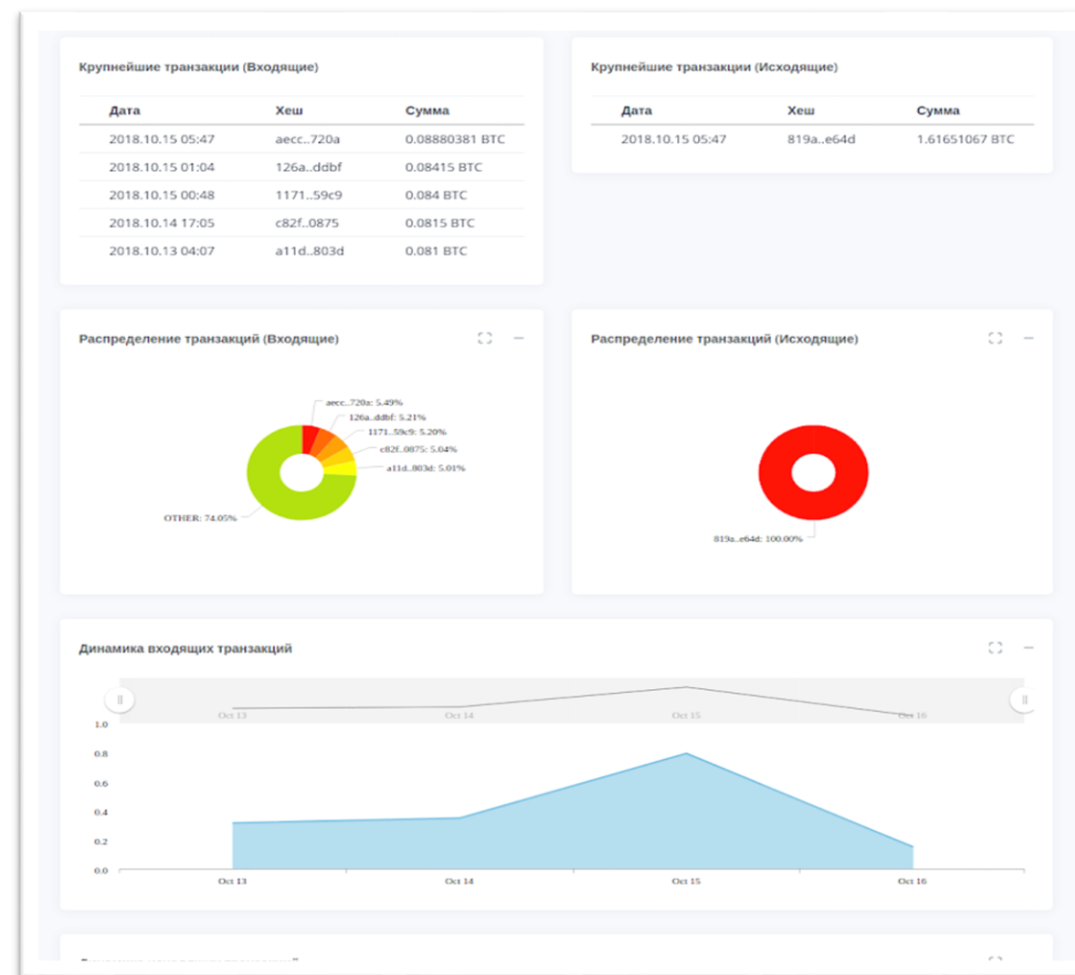 Крупнейшие транзакции (Входящие)
Дата Хеш Сумма
2018.10.15 05:47 aecc..720a 0.08880381 BTC
2018.10.15 01:04 126a..ddbf 0.08415 BTC
2018.10.15 00:48 1171..59c9 0.084 BTC
2018.10.14 17:05 c82f..0875 0.0815 BTC
2018.10.13 04:07 a11d..803d 0.081 BTC
Крупнейшие транзакции (Исходящие)
Дата Хеш Сумма
2018.10.15 05:47 819a..e64d 1.61651067 BTC
Распределение транзакций (Входящие)
aecc..720a: 5.49%
126a..ddbf: 5.21%
1171..59c9: 5.20%
c82f..0875: 5.04%
a11d..803d: 5.01%
OTHER: 74.05%
Распределение транзакций (Исходящие)
819a..e64d: 100.00%
Динамика входящих транзакций
Oct 13 Oct 14 Oct 15 Oct 16
1.0
0.8
0.6
0.4
0.2
0.0
Oct 13 Oct 14 Oct 15 Oct 16